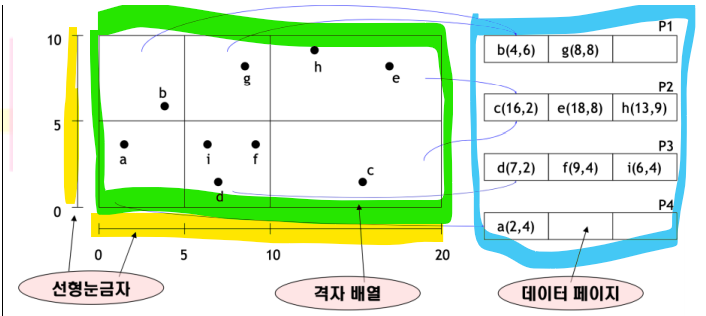 10
5
0
b
g
h
e
a
i
f
d
c
0 5 10 20
P1
b(4,6) g(8,8)
P2
c(16,2) e(18,8) h(13,9)
P3
d(7,2) f(9,4) i(6,4)
P4
a(2,4)
선형눈금자 격자 배열 데이터 페이지